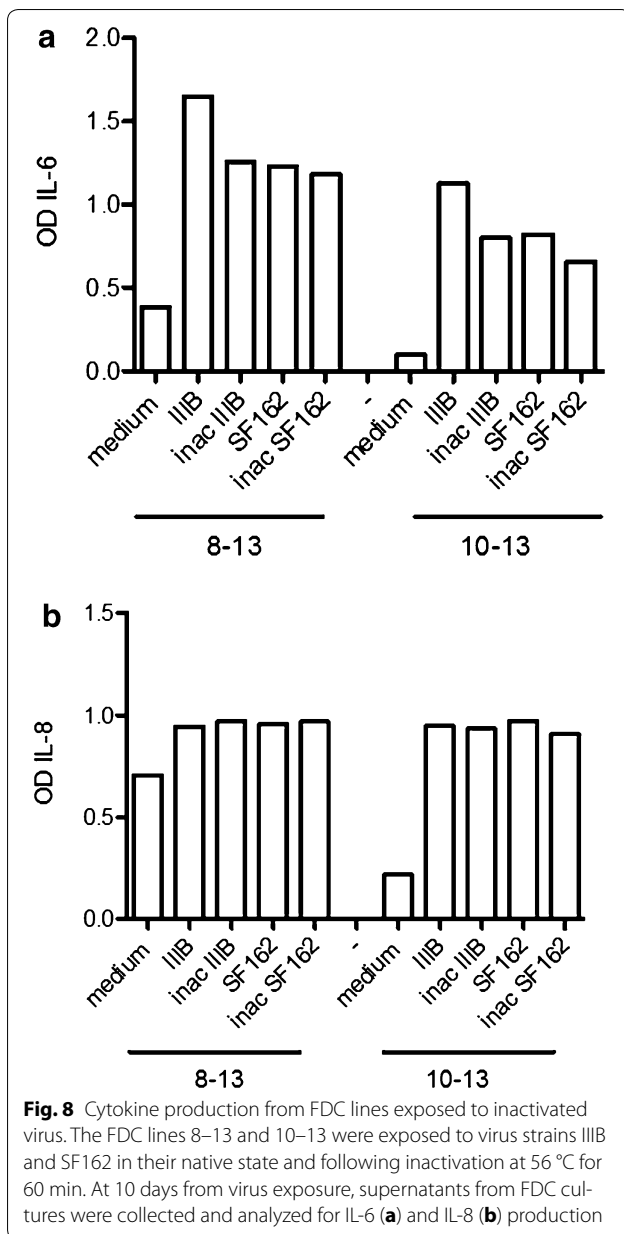 a
2.0
1.5
1.0
0.5
0.0
OD IL-6
medium
IIIB
inac IIIB
SF162
inac SF162
-
medium
IIIB
inac IIIB
SF162
inac SF162
8-13
10-13
b
1.5
1.0
0.5
0.0
OD IL-8
medium
IIIB
inac IIIB
SF162
inac SF162
-
medium
IIIB
inac IIIB
SF162
inac SF162
8-13
10-13
Fig. 8 Cytokine production from FDC lines exposed to inactivated
virus. The FDC lines 8–13 and 10–13 were exposed to virus strains IIIB
and SF162 in their native state and following inactivation at 56 °C for
60 min. At 10 days from virus exposure, supernatants from FDC cul-
tures were collected and analyzed for IL-6 (a) and IL-8 (b) production